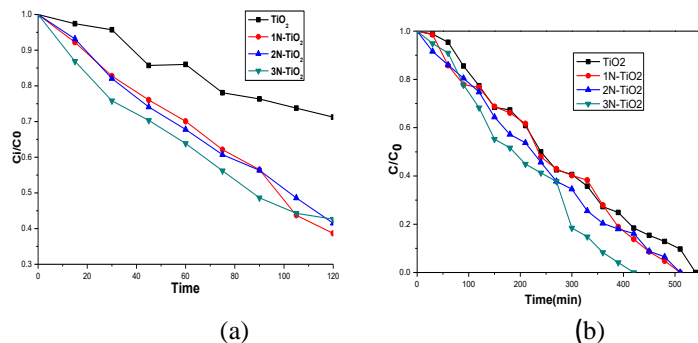 1.0
0.9
0.8
0.7
0.6
0.5
0.4
0.3
0
20
40
60
80
100
120
Ci/C0
Time
TiO₂
1N-TiO₂
2N-TiO₂
3N-TiO₂
(a)
1.0
0.8
0.6
0.4
0.2
0.0
0
100
200
300
400
500
C/C0
Time(min)
TiO2
1N-TiO2
2N-TiO2
3N-TiO2
(b)